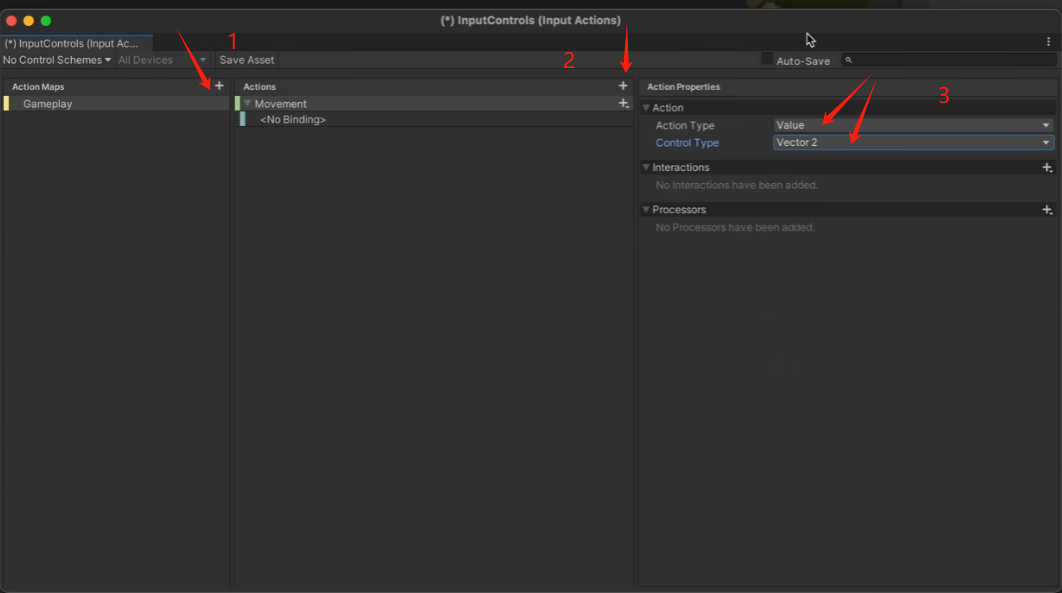 (*) InputControls (Input Actions)
(*) InputControls (Input Ac...
1
2
No Control Schemes All Devices Save Asset Auto-Save
Action Maps + Actions + Action Properties
3
Gameplay Movement + Action
<No Binding>
Action Type Value
Control Type Vector 2
Interactions +
No Interactions have been added.
Processors +
No Processors have been added.